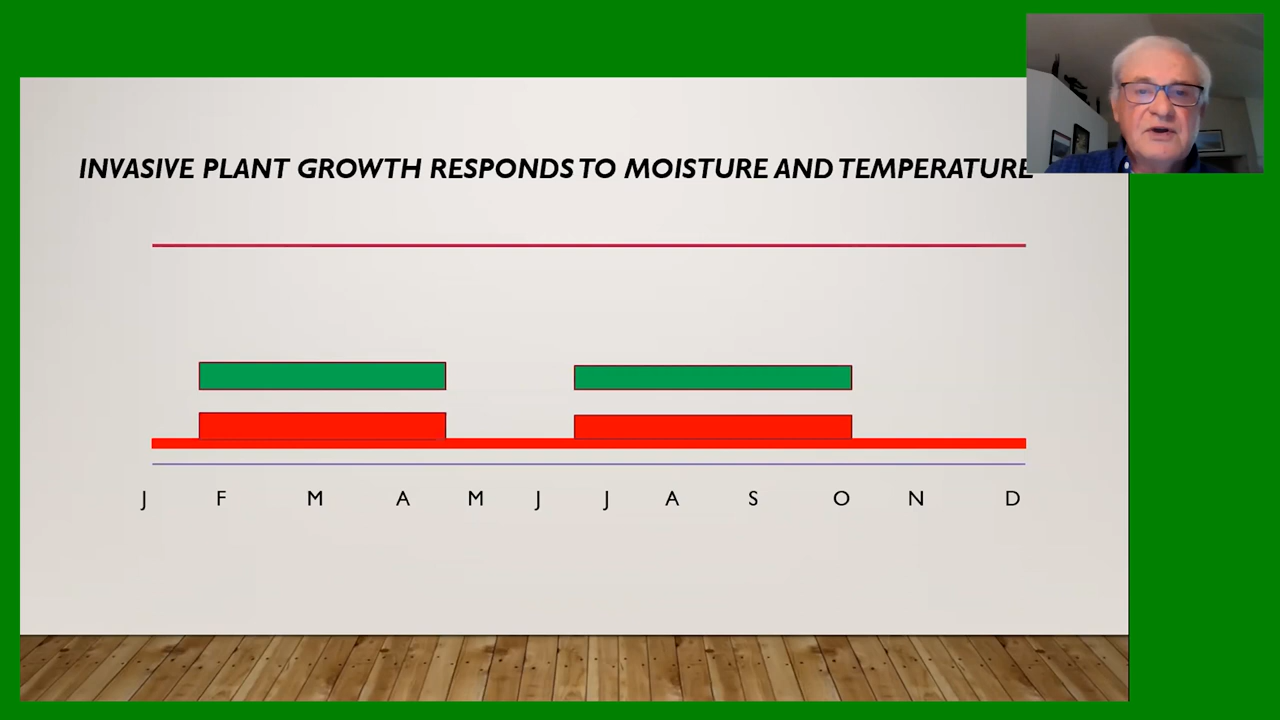 INVASIVE PLANT GROWTH RESPONDS TO MOISTURE AND TEMPERATURE
J F M A M J J A S O N D